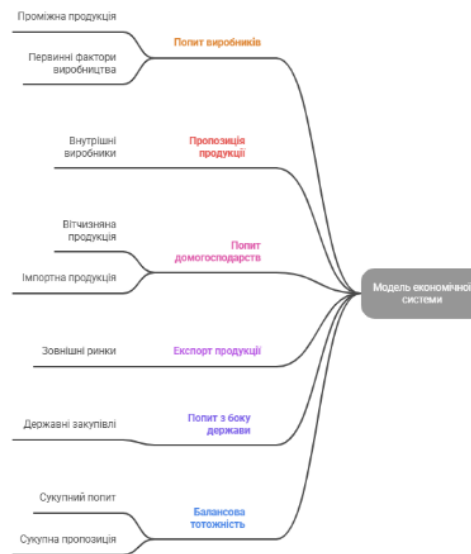 Проміжна продукція
Первинні фактори
виробництва
Попит виробників
Внутрішні
виробники
Пропозиція
продукції
Вітчизняна
продукція
Імпортна продукція
Попит
домогосподарств
Зовнішні ринки
Експорт продукції
Державні закупівлі
Попит з боку
держави
Сукупний попит
Сукупна пропозиція
Балансова
тотожність
Модель економічної
системи